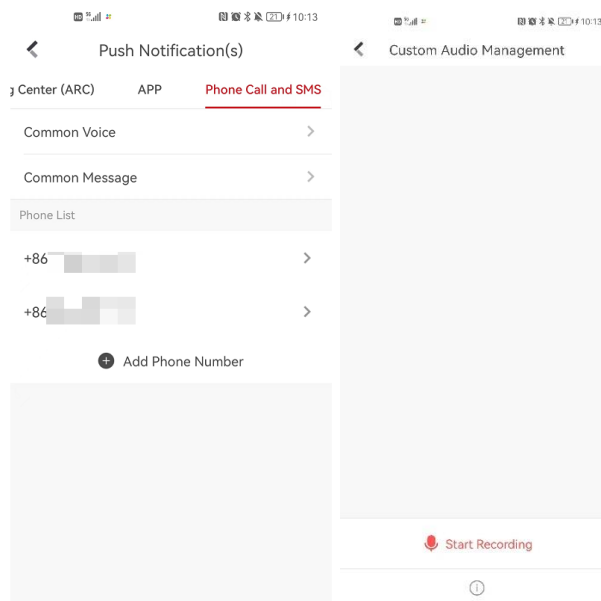 10:13
Push Notification(s)
g Center (ARC)
APP
Phone Call and SMS
Common Voice
Common Message
Phone List
+86
+86
Add Phone Number
10:13
Custom Audio Management
Start Recording